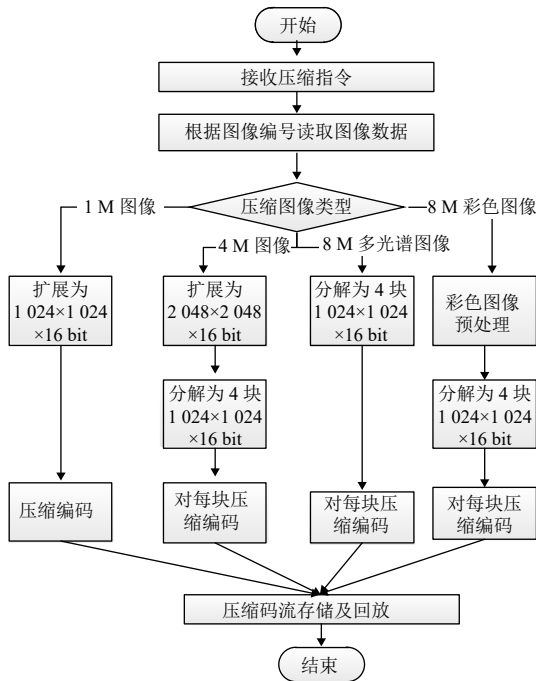 开始
接收压缩指令
根据图像编号读取图像数据
压缩图像类型
1 M 图像
8 M 彩色图像
4 M 图像
8 M 多光谱图像
扩展为
1 024×1 024
×16 bit
扩展为
2 048×2 048
×16 bit
分解为 4 块
1 024×1 024
×16 bit
彩色图像
预处理
分解为 4 块
1 024×1 024
×16 bit
分解为 4 块
1 024×1 024
×16 bit
压缩编码
对每块压
缩编码
对每块压
缩编码
对每块压
缩编码
压缩码流存储及回放
结束